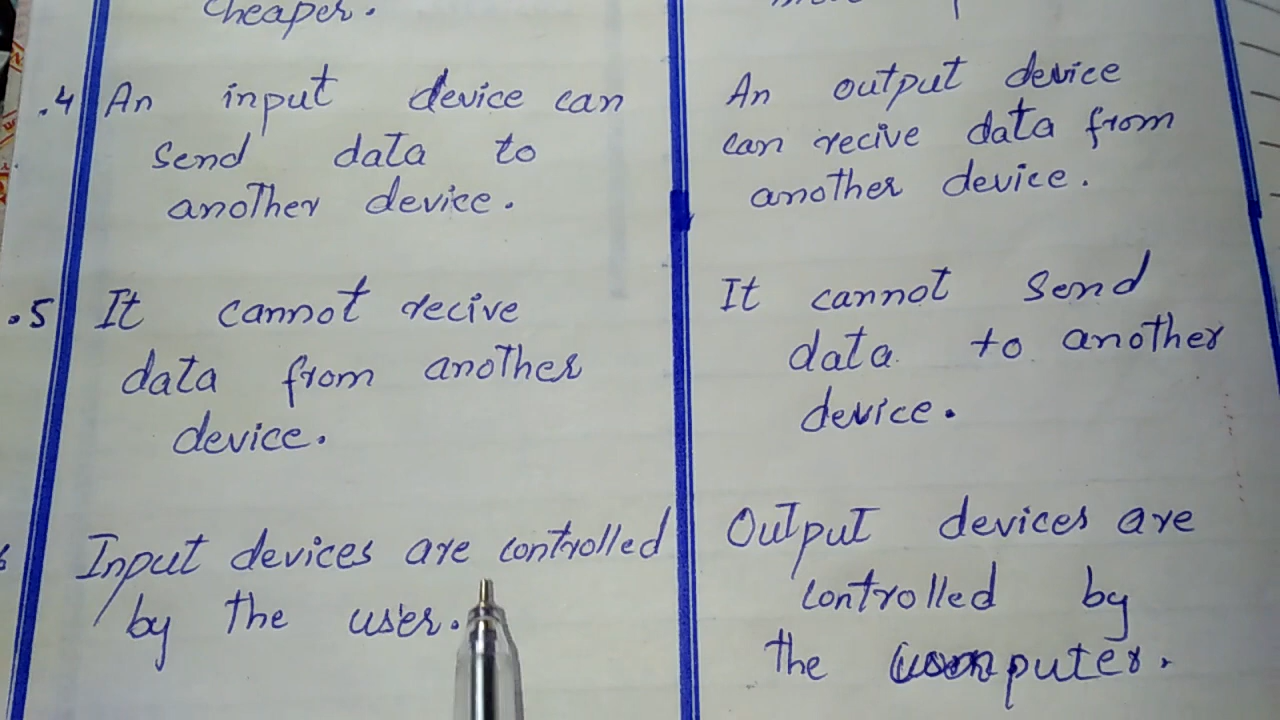 cheaper.
.4 An input device can
send data to
another device.
An output device
can recive data from
another device.
.5 It cannot recive
data from another
device.
It cannot send
data to another
device.
Input devices are controlled
by the user.
Output devices are
controlled by
the computer.